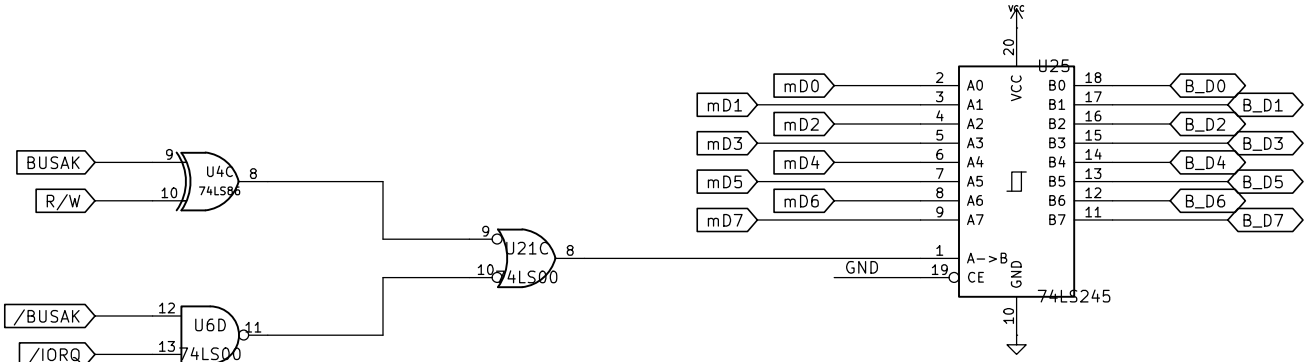 VCC
20
U25
VCC
mD0 2 A0 B0 18 B_D0
mD1 3 A1 B1 17 B_D1
mD2 4 A2 B2 16 B_D2
mD3 5 A3 B3 15 B_D3
mD4 6 A4 B4 14 B_D4
mD5 7 A5 B5 13 B_D5
mD6 8 A6 B6 12 B_D6
mD7 9 A7 B7 11 B_D7
BUSAK 9
U4C 8
74LS86
R/W 10
9
U21C 8
10 74LS00
1 A->B
GND 19 CE
GND
74LS245
10
/BUSAK 12
U6D 11
/IORQ 13 74LS00